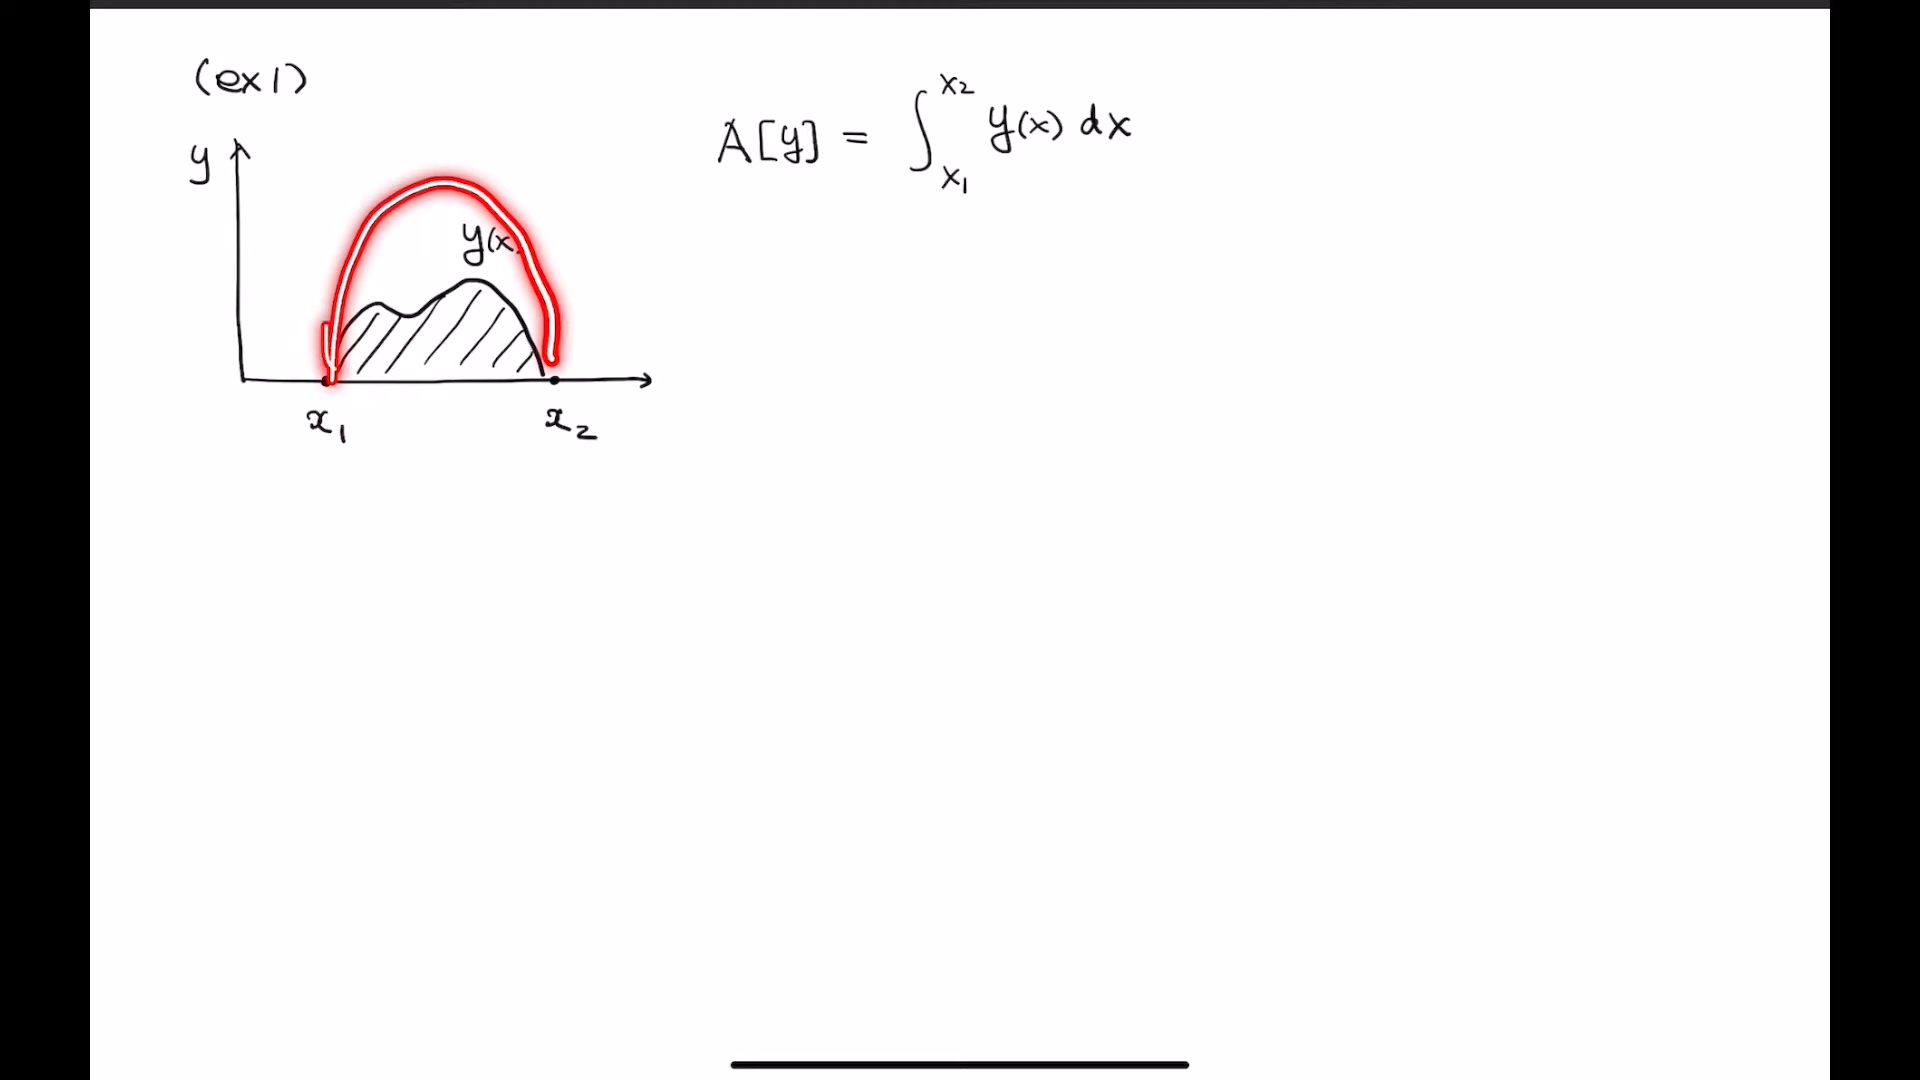 (ex1)
A[y] = ∫_{x1}^{x2} y(x) dx
y
y(x)
x1
x2